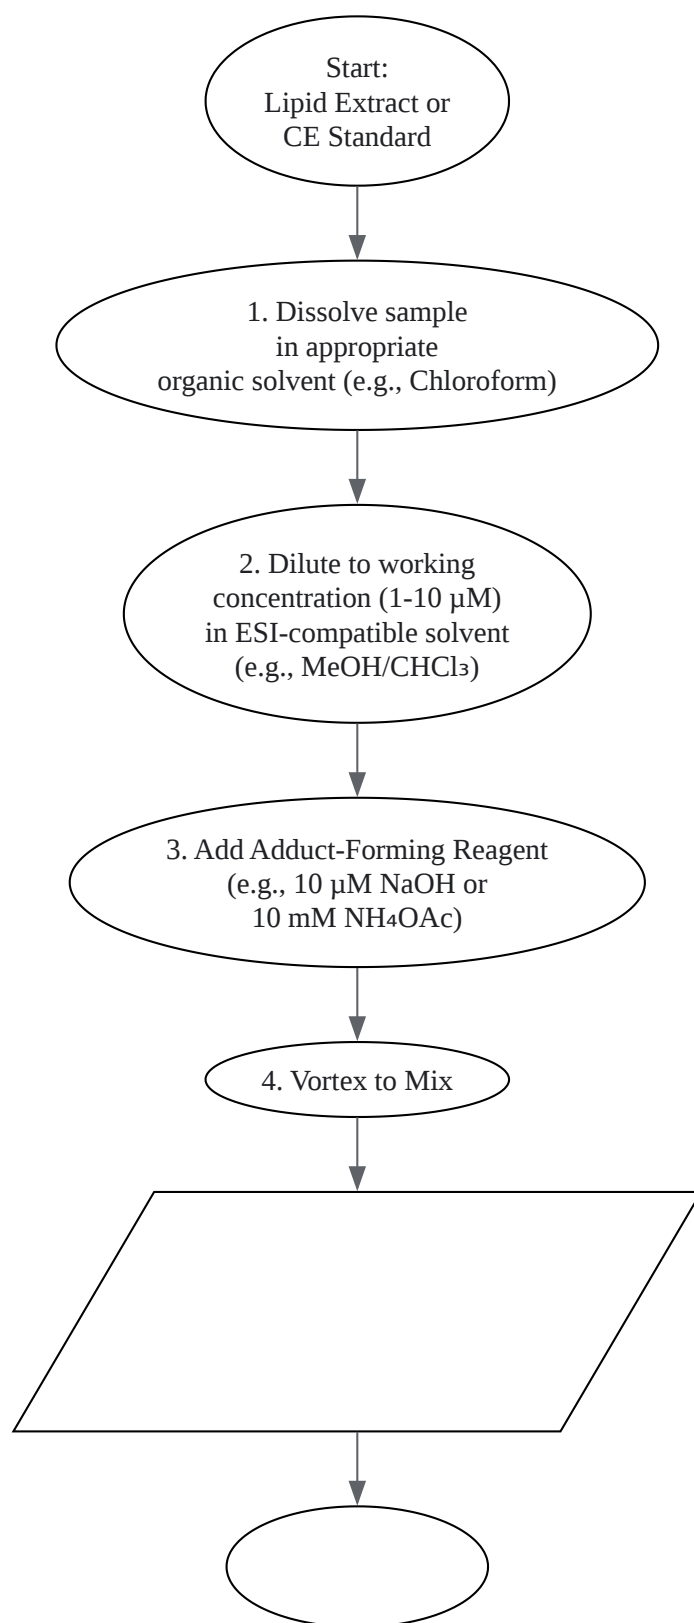 Start:
Lipid Extract or
CE Standard
1. Dissolve sample
in appropriate
organic solvent (e.g., Chloroform)
2. Dilute to working
concentration (1-10 µM)
in ESI-compatible solvent
(e.g., MeOH/CHCl₃)
3. Add Adduct-Forming Reagent
(e.g., 10 µM NaOH or
10 mM NH₄OAc)
4. Vortex to Mix